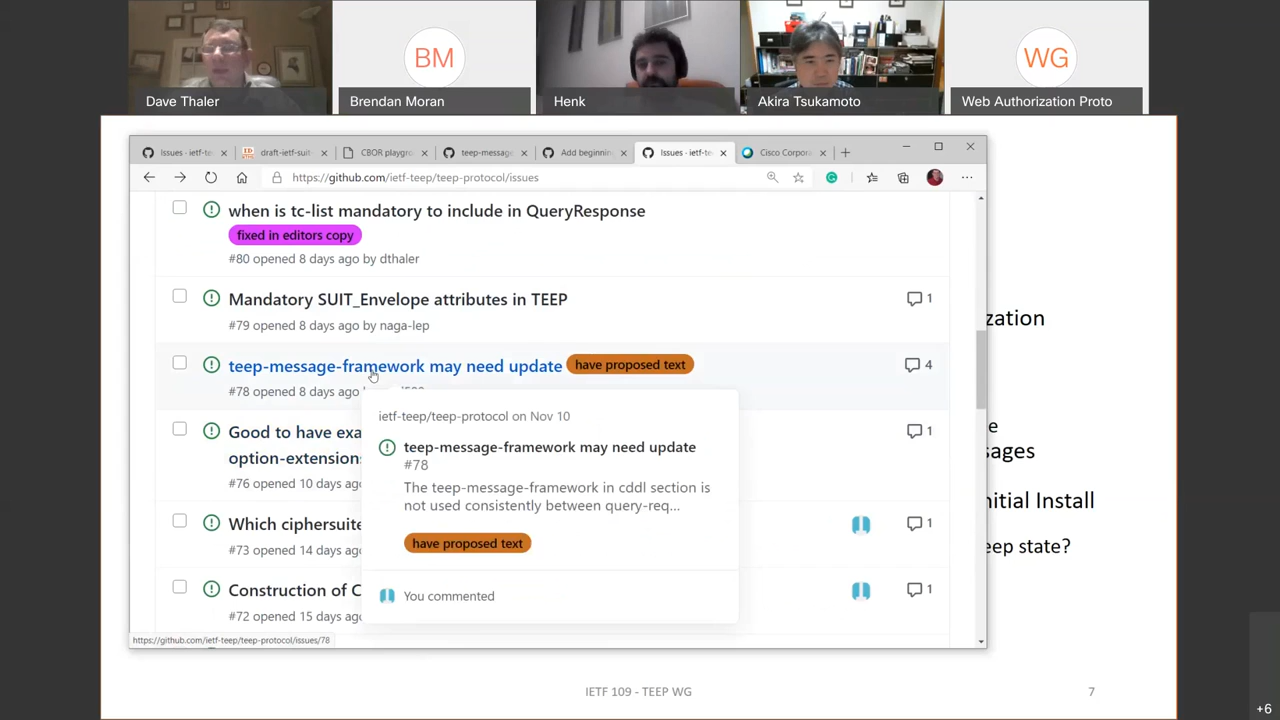 BM
WG
Dave Thaler
Brendan Moran
Henk
Akira Tsukamoto
Web Authorization Proto
Issues · ietf-te
draft-ietf-suit-
CBOR playgro
teep-message
Add beginnin
Issues · ietf-te
Cisco Corpora
https://github.com/ietf-teep/teep-protocol/issues
when is tc-list mandatory to include in QueryResponse
fixed in editors copy
#80 opened 8 days ago by dthaler
Mandatory SUIT_Envelope attributes in TEEP
1
#79 opened 8 days ago by naga-lep
teep-message-framework may need update have proposed text
4
#78 opened 8 days ago
ietf-teep/teep-protocol on Nov 10
teep-message-framework may need update
#78
The teep-message-framework in cddl section is
not used consistently between query-req...
have proposed text
You commented
Good to have exa
1
option-extension
#76 opened 10 days ag
Which ciphersuite
1
#73 opened 14 days ag
Construction of C
1
#72 opened 15 days ag
https://github.com/ietf-teep/teep-protocol/issues/78
zation
e
sages
nitial Install
eep state?
IETF 109 - TEEP WG
7
+6